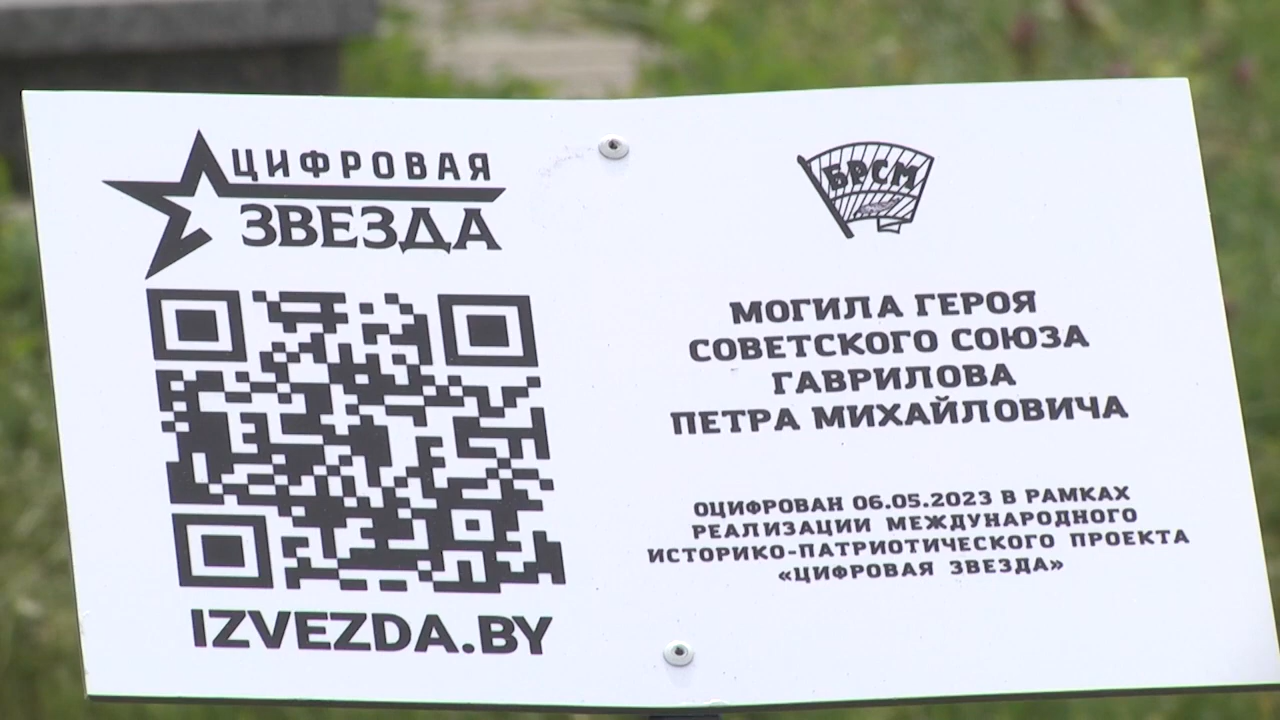 ЦИФРОВАЯ
ЗВЕЗДА
IZVEZDA.BY
БРСМ
МОГИЛА ГЕРОЯ
СОВЕТСКОГО СОЮЗА
ГАВРИЛОВА
ПЕТРА МИХАЙЛОВИЧА
ОЦИФРОВАН 06.05.2023 В РАМКАХ
РЕАЛИЗАЦИИ МЕЖДУНАРОДНОГО
ИСТОРИКО-ПАТРИОТИЧЕСКОГО ПРОЕКТА
«ЦИФРОВАЯ ЗВЕЗДА»